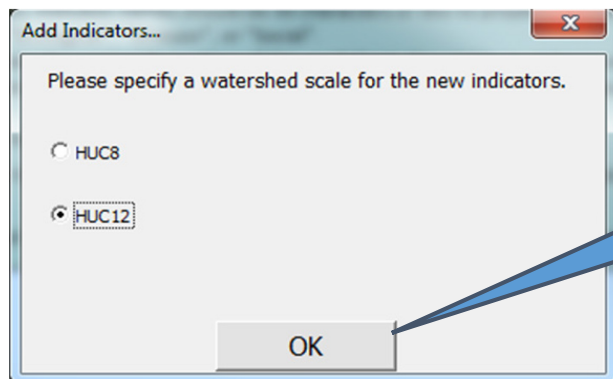 Add Indicators...
Please specify a watershed scale for the new indicators.
HUC8
HUC12
OK